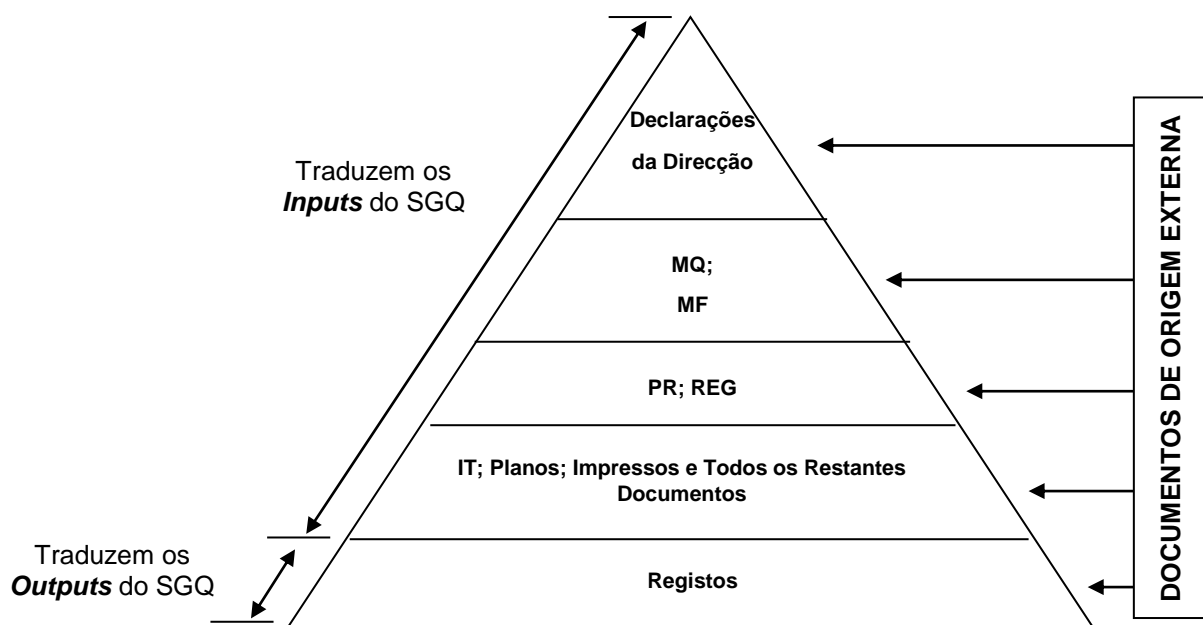 Declarações
da Direcção
Traduzem os
Inputs do SGQ
MQ;
MF
PR; REG
IT; Planos; Impressos e Todos os Restantes
Documentos
Traduzem os
Outputs do SGQ
Registos
DOCUMENTOS DE ORIGEM EXTERNA